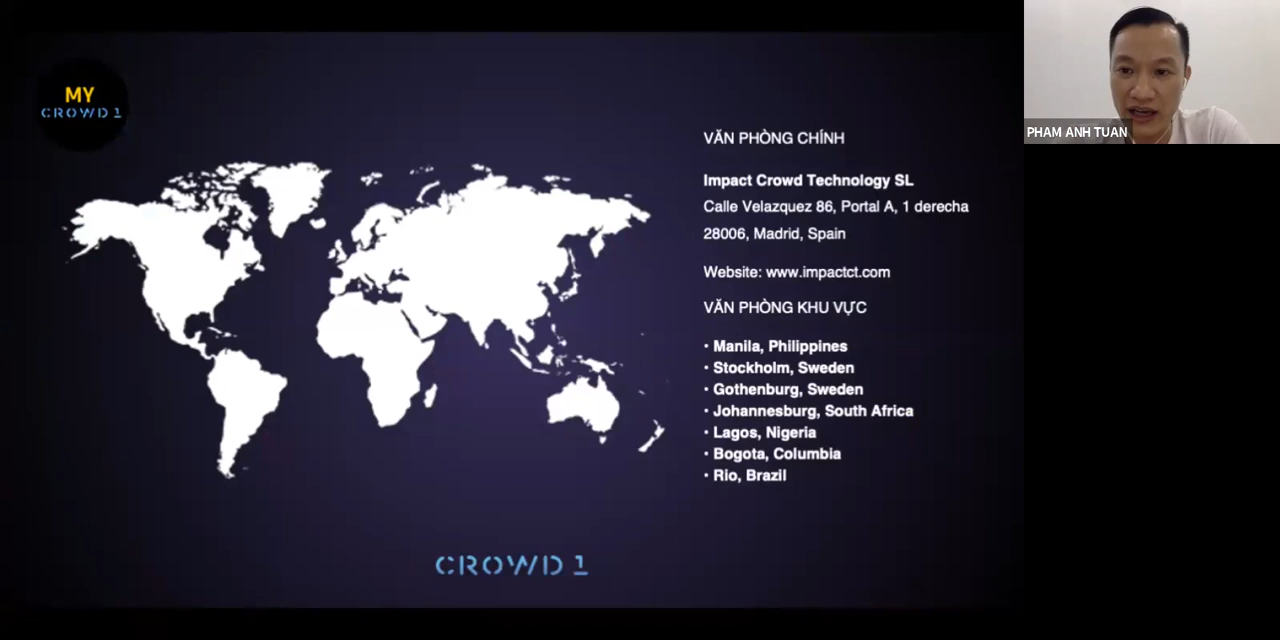 MY
CROWD1
VĂN PHÒNG CHÍNH
Impact Crowd Technology SL
Calle Velazquez 86, Portal A, 1 derecha
28006, Madrid, Spain
Website: www.impactct.com
VĂN PHÒNG KHU VỰC
• Manila, Philippines
• Stockholm, Sweden
• Gothenburg, Sweden
• Johannesburg, South Africa
• Lagos, Nigeria
• Bogota, Columbia
• Rio, Brazil
CROWD 1
PHAM ANH TUAN